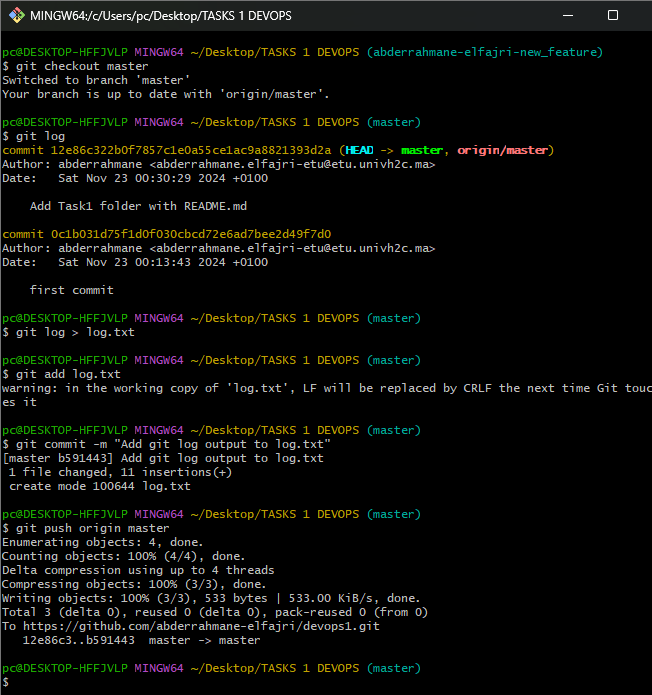 MINGW64:/c/Users/pc/Desktop/TASKS 1 DEVOPS
pc@DESKTOP-HFFJVLP MINGW64 ~/Desktop/TASKS 1 DEVOPS (abderrahmane-elfajri-new_feature)
$ git checkout master
Switched to branch 'master'
Your branch is up to date with 'origin/master'.
pc@DESKTOP-HFFJVLP MINGW64 ~/Desktop/TASKS 1 DEVOPS (master)
$ git log
commit 12e86c322b0f7857c1e0a55ce1ac9a8821393d2a (HEAD -> master, origin/master)
Author: abderrahmane <abderrahmane.elfajri-etu@etu.univh2c.ma>
Date:   Sat Nov 23 00:30:29 2024 +0100
    Add Task1 folder with README.md
commit 0c1b031d75f1d0f030cbcd72e6ad7bee2d49f7d0
Author: abderrahmane <abderrahmane.elfajri-etu@etu.univh2c.ma>
Date:   Sat Nov 23 00:13:43 2024 +0100
    first commit
pc@DESKTOP-HFFJVLP MINGW64 ~/Desktop/TASKS 1 DEVOPS (master)
$ git log > log.txt
pc@DESKTOP-HFFJVLP MINGW64 ~/Desktop/TASKS 1 DEVOPS (master)
$ git add log.txt
warning: in the working copy of 'log.txt', LF will be replaced by CRLF the next time Git touc
es it
pc@DESKTOP-HFFJVLP MINGW64 ~/Desktop/TASKS 1 DEVOPS (master)
$ git commit -m "Add git log output to log.txt"
[master b591443] Add git log output to log.txt
 1 file changed, 11 insertions(+)
 create mode 100644 log.txt
pc@DESKTOP-HFFJVLP MINGW64 ~/Desktop/TASKS 1 DEVOPS (master)
$ git push origin master
Enumerating objects: 4, done.
Counting objects: 100% (4/4), done.
Delta compression using up to 4 threads
Compressing objects: 100% (3/3), done.
Writing objects: 100% (3/3), 533 bytes | 533.00 KiB/s, done.
Total 3 (delta 0), reused 0 (delta 0), pack-reused 0 (from 0)
To https://github.com/abderrahmane-elfajri/devops1.git
   12e86c3..b591443  master -> master
pc@DESKTOP-HFFJVLP MINGW64 ~/Desktop/TASKS 1 DEVOPS (master)
$